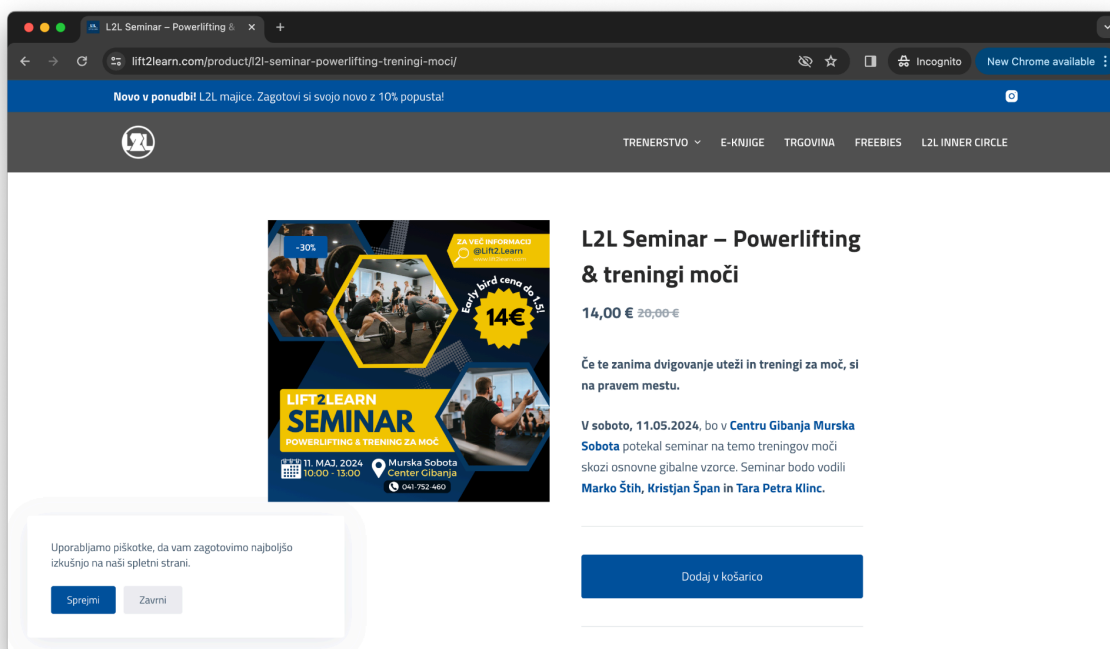 L2L Seminar – Powerlifting &
lift2learn.com/product/l2l-seminar-powerlifting-treningi-moci/
Incognito
New Chrome available
Novo v ponudbi! L2L majice. Zagotovi si svojo novo z 10% popusta!
L2L
TRENERSTVO
E-KNJIGE
TRGOVINA
FREEBIES
L2L INNER CIRCLE
-30%
ZA VEČ INFORMACIJ
@Lift2.Learn
www.lift2learn.com
Early bird cena do 1.5!
14€
LIFT2LEARN
SEMINAR
POWERLIFTING & TRENING ZA MOČ
11. MAJ, 2024
10:00 - 13:00
Murska Sobota
Center Gibanja
041-752-460
L2L Seminar – Powerlifting
& treningi moči
14,00 € 20,00 €
Če te zanima dvigovanje uteži in treningi za moč, si
na pravem mestu.
V soboto, 11.05.2024, bo v Centru Gibanja Murska
Sobota potekal seminar na temo treningov moči
skozi osnovne gibalne vzorce. Seminar bodo vodili
Marko Štih, Kristjan Špan in Tara Petra Klinc.
Dodaj v košarico
Uporabljamo piškotke, da vam zagotovimo najboljšo
izkušnjo na naši spletni strani.
Sprejmi
Zavrni